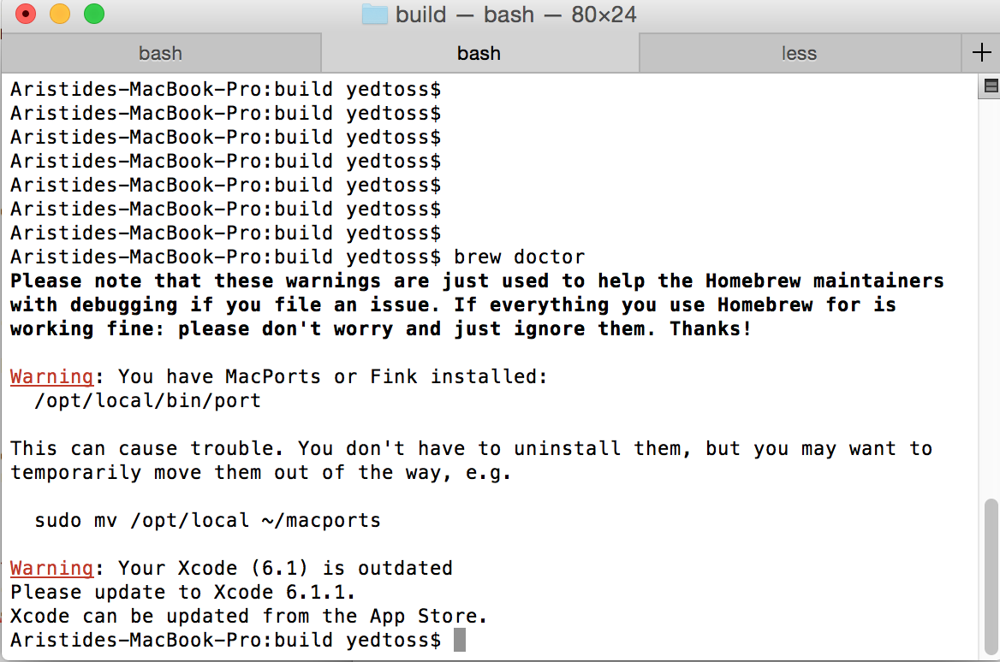 build — bash — 80×24
bash
bash
less
Aristides-MacBook-Pro:build yedtoss$
Aristides-MacBook-Pro:build yedtoss$
Aristides-MacBook-Pro:build yedtoss$
Aristides-MacBook-Pro:build yedtoss$
Aristides-MacBook-Pro:build yedtoss$
Aristides-MacBook-Pro:build yedtoss$
Aristides-MacBook-Pro:build yedtoss$
Aristides-MacBook-Pro:build yedtoss$ brew doctor
Please note that these warnings are just used to help the Homebrew maintainers
with debugging if you file an issue. If everything you use Homebrew for is
working fine: please don't worry and just ignore them. Thanks!
Warning: You have MacPorts or Fink installed:
/opt/local/bin/port
This can cause trouble. You don't have to uninstall them, but you may want to
temporarily move them out of the way, e.g.
sudo mv /opt/local ~/macports
Warning: Your Xcode (6.1) is outdated
Please update to Xcode 6.1.1.
Xcode can be updated from the App Store.
Aristides-MacBook-Pro:build yedtoss$